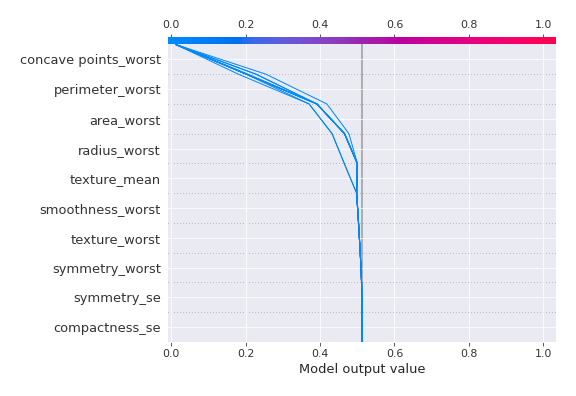 0.0 0.2 0.4 0.6 0.8 1.0
concave points_worst
perimeter_worst
area_worst
radius_worst
texture_mean
smoothness_worst
texture_worst
symmetry_worst
symmetry_se
compactness_se
0.0 0.2 0.4 0.6 0.8 1.0
Model output value